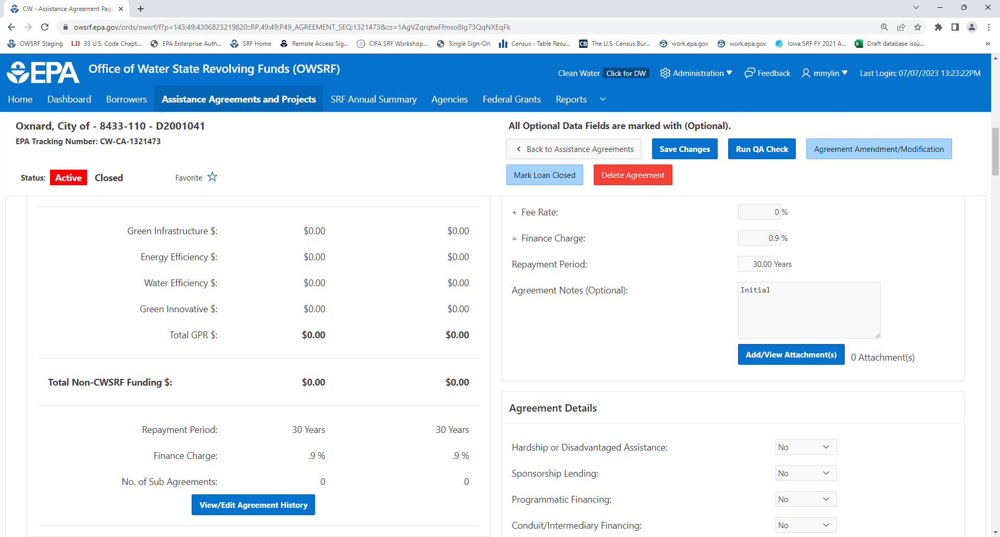 CW - Assistance Agreement Page
owsrf.epa.gov/ords/owsrf/f?p=143:49:4306823219820::RP,49:49:P49_AGREEMENT_SEQ:1321473&cs=1AgVZqrqtwFfmso8lg73QqNXEqFk
OWSRF Staging LII 33 U.S. Code Chapt... EPA Enterprise Auth... SRF Home Remote Access Sig... CIFA SRF Workshop... Single Sign-On Census - Table Resu... CB The U.S. Census Bur... work.epa.gov work.epa.gov Iowa SRF FY 2021 A... Draft database issu... »
EPA Office of Water State Revolving Funds (OWSRF)
Clean Water Click for DW Administration Feedback mmylin Last Login: 07/07/2023 13:23:22PM
Home Dashboard Borrowers Assistance Agreements and Projects SRF Annual Summary Agencies Federal Grants Reports
Oxnard, City of - 8433-110 - D2001041
EPA Tracking Number: CW-CA-1321473
Status: Active Closed Favorite
All Optional Data Fields are marked with (Optional).
Back to Assistance Agreements Save Changes Run QA Check Agreement Amendment/Modification
Mark Loan Closed Delete Agreement
Green Infrastructure $: $0.00 $0.00
Energy Efficiency $: $0.00 $0.00
Water Efficiency $: $0.00 $0.00
Green Innovative $: $0.00 $0.00
Total GPR $: $0.00 $0.00
Total Non-CWSRF Funding $: $0.00 $0.00
Repayment Period: 30 Years 30 Years
Finance Charge: .9 % .9 %
No. of Sub Agreements: 0 0
View/Edit Agreement History
+ Fee Rate: 0 %
= Finance Charge: 0.9 %
Repayment Period: 30.00 Years
Agreement Notes (Optional): Initial
Add/View Attachment(s) 0 Attachment(s)
Agreement Details
Hardship or Disadvantaged Assistance: No
Sponsorship Lending: No
Programmatic Financing: No
Conduit/Intermediary Financing: No